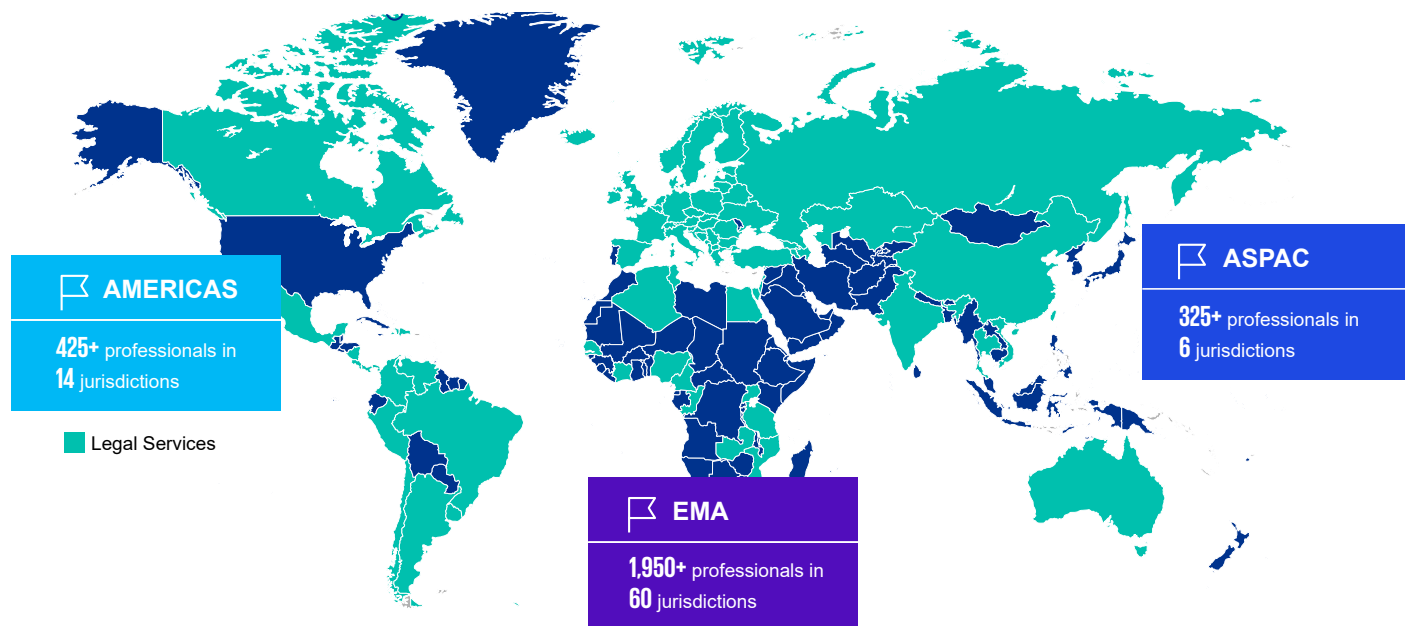 AMERICAS
425+ professionals in
14 jurisdictions
Legal Services
EMA
1,950+ professionals in
60 jurisdictions
ASPAC
325+ professionals in
6 jurisdictions